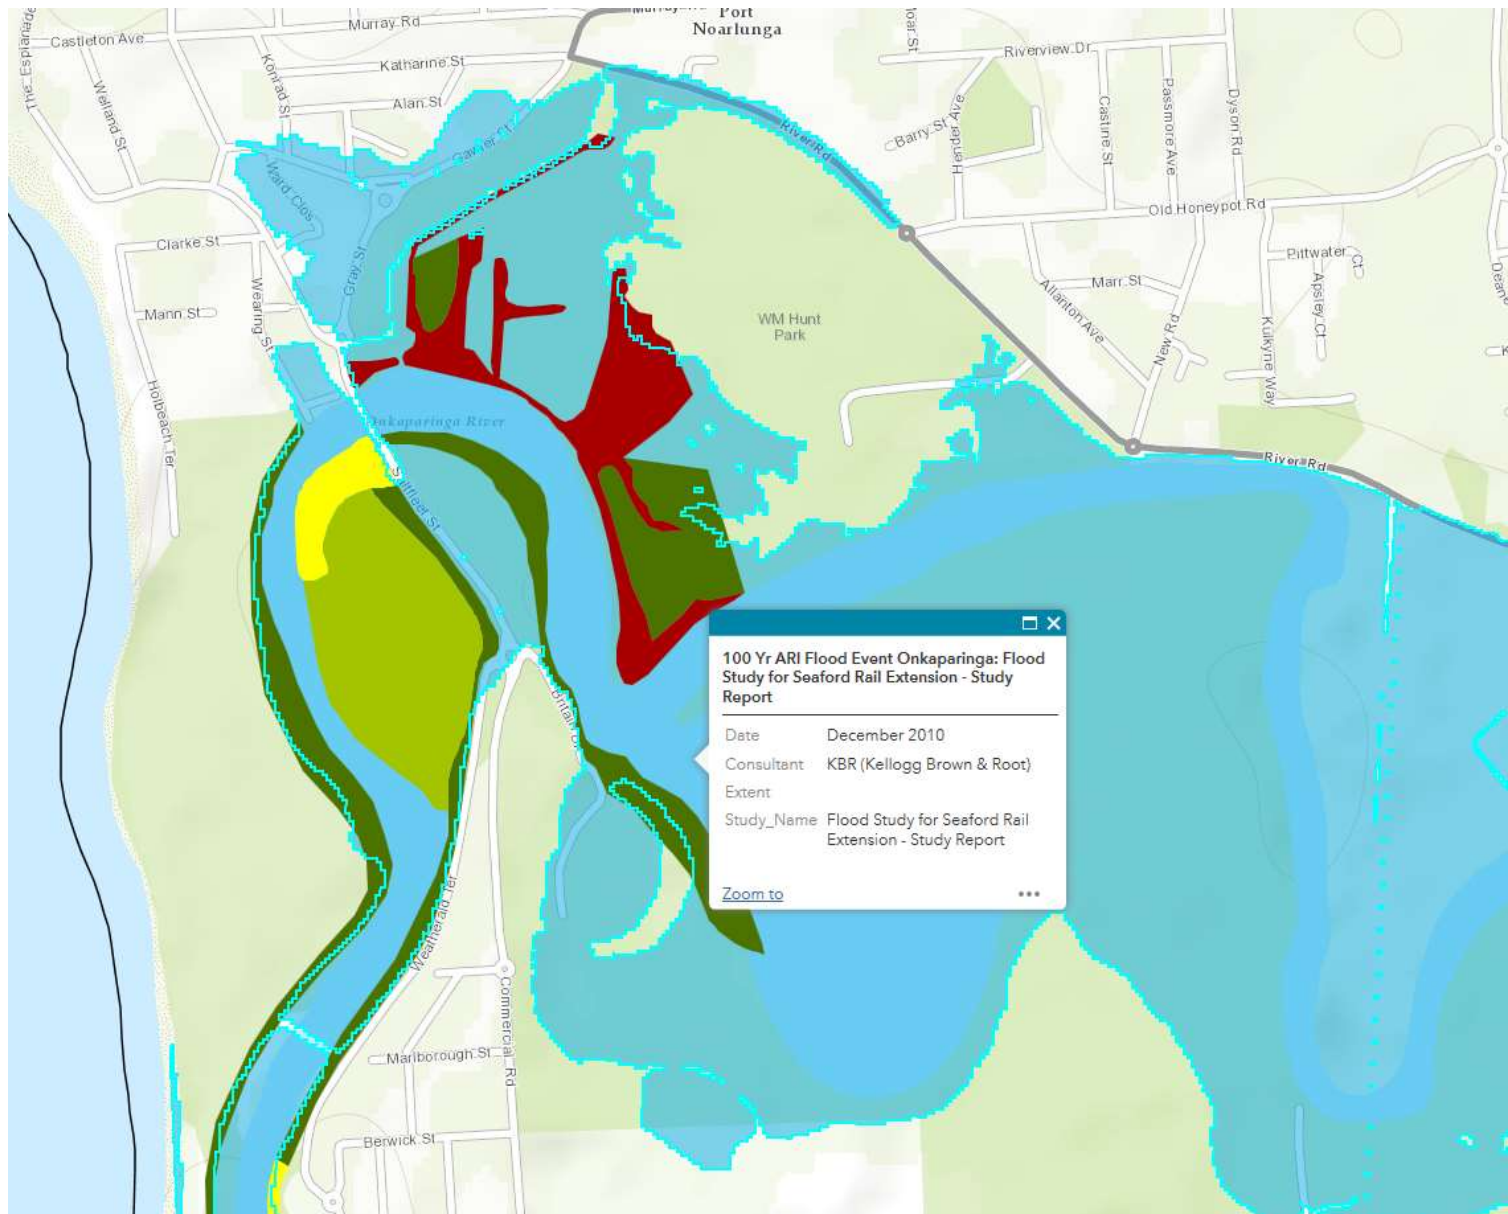 Port
Noarlunga
Murray Rd
Castleton Ave
The Esplanade
Katharine St
Konrad St
Welland St
Alan St
Gawler St
River Rd
Riverview Dr
Barry St
Hender Ave
Castine St
Passmore Ave
Dyson Rd
Ward Clos
Clarke St
Gray St
Old Honeypot Rd
Pittwater Ct
Apsley Ct
Marr St
Allanton Ave
New Rd
Kulkyne Way
Mann St
Wearing St
WM Hunt
Park
Holbeach Ter
Onkaparinga River
River Rd
100 Yr ARI Flood Event Onkaparinga: Flood
Study for Seaford Rail Extension - Study
Report
Date December 2010
Consultant KBR (Kellogg Brown & Root)
Extent
Study_Name Flood Study for Seaford Rail
Extension - Study Report
Zoom to
Weatherald Ter
Commercial Rd
Marlborough St
Berwick St